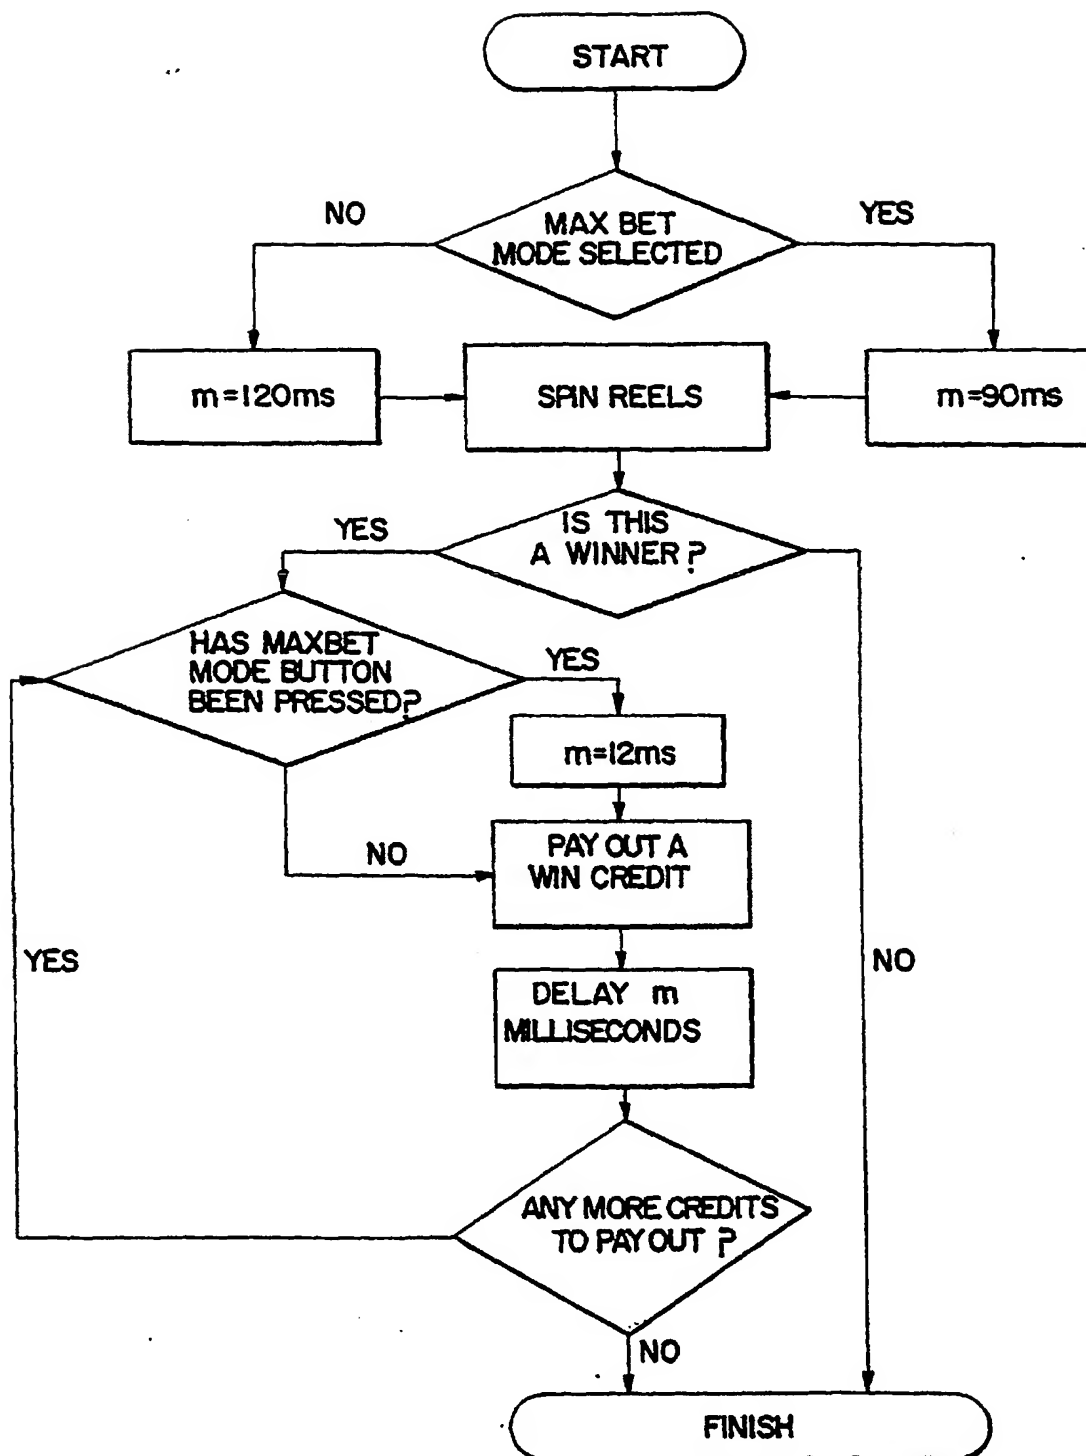 START
NO
YES
MAX BET
MODE SELECTED
m=120ms
SPIN REELS
m=90ms
YES
IS THIS
A WINNER?
HAS MAXBET
MODE BUTTON
BEEN PRESSED?
YES
m=12ms
NO
PAY OUT A
WIN CREDIT
YES
NO
DELAY m
MILLISECONDS
ANY MORE CREDITS
TO PAY OUT ?
NO
FINISH